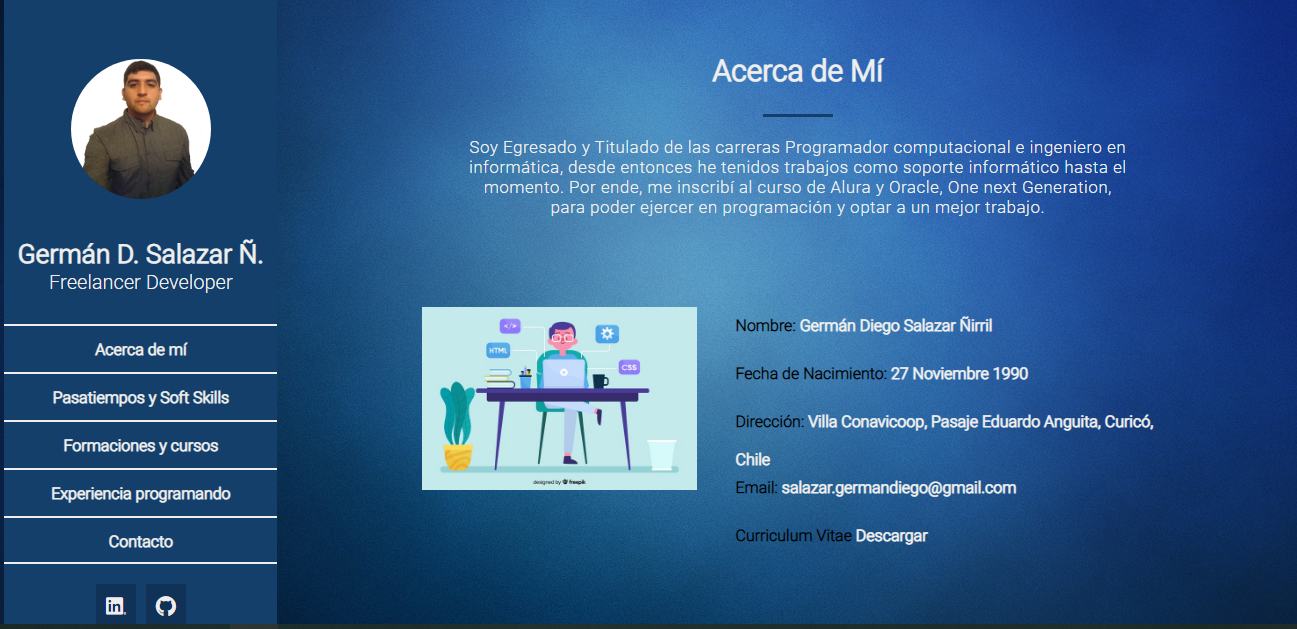 Germán D. Salazar Ñ.
Freelancer Developer
Acerca de mí
Pasatiempos y Soft Skills
Formaciones y cursos
Experiencia programando
Contacto
in
Acerca de Mí
Soy Egresado y Titulado de las carreras Programador computacional e ingeniero en
informática, desde entonces he tenidos trabajos como soporte informático hasta el
momento. Por ende, me inscribí al curso de Alura y Oracle, One next Generation,
para poder ejercer en programación y optar a un mejor trabajo.
</>
HTML
CSS
designed by freepik
Nombre: Germán Diego Salazar Ñirril
Fecha de Nacimiento: 27 Noviembre 1990
Dirección: Villa Conavicoop, Pasaje Eduardo Anguita, Curicó,
Chile
Email: salazar.germandiego@gmail.com
Curriculum Vitae Descargar